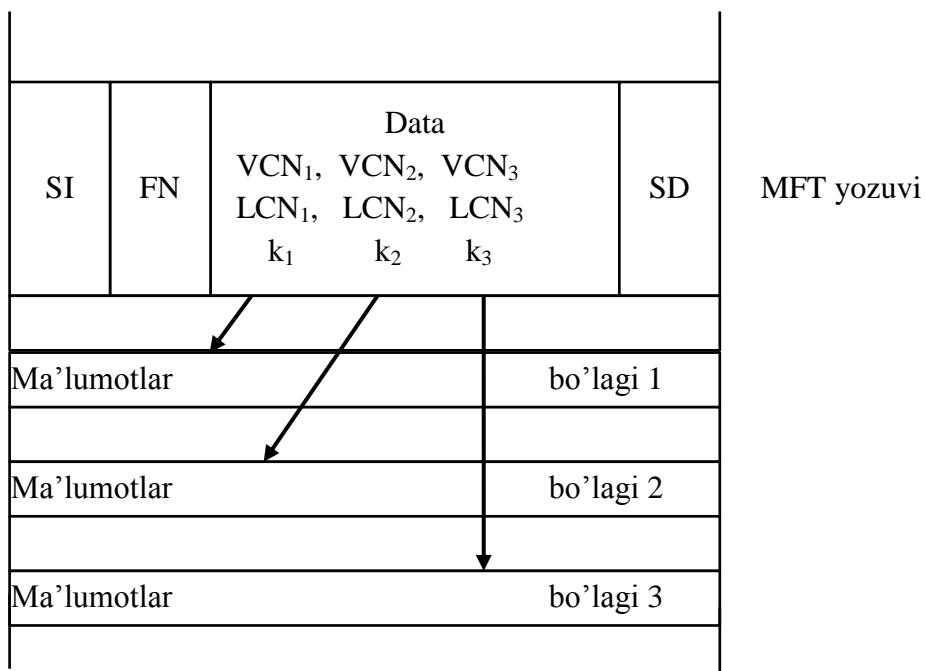 Data
VCN₁, VCN₂, VCN₃
SI FN LCN₁, LCN₂, LCN₃ SD MFT yozuvi
k₁ k₂ k₃
Ma’lumotlar bo’lagi 1
Ma’lumotlar bo’lagi 2
Ma’lumotlar bo’lagi 3